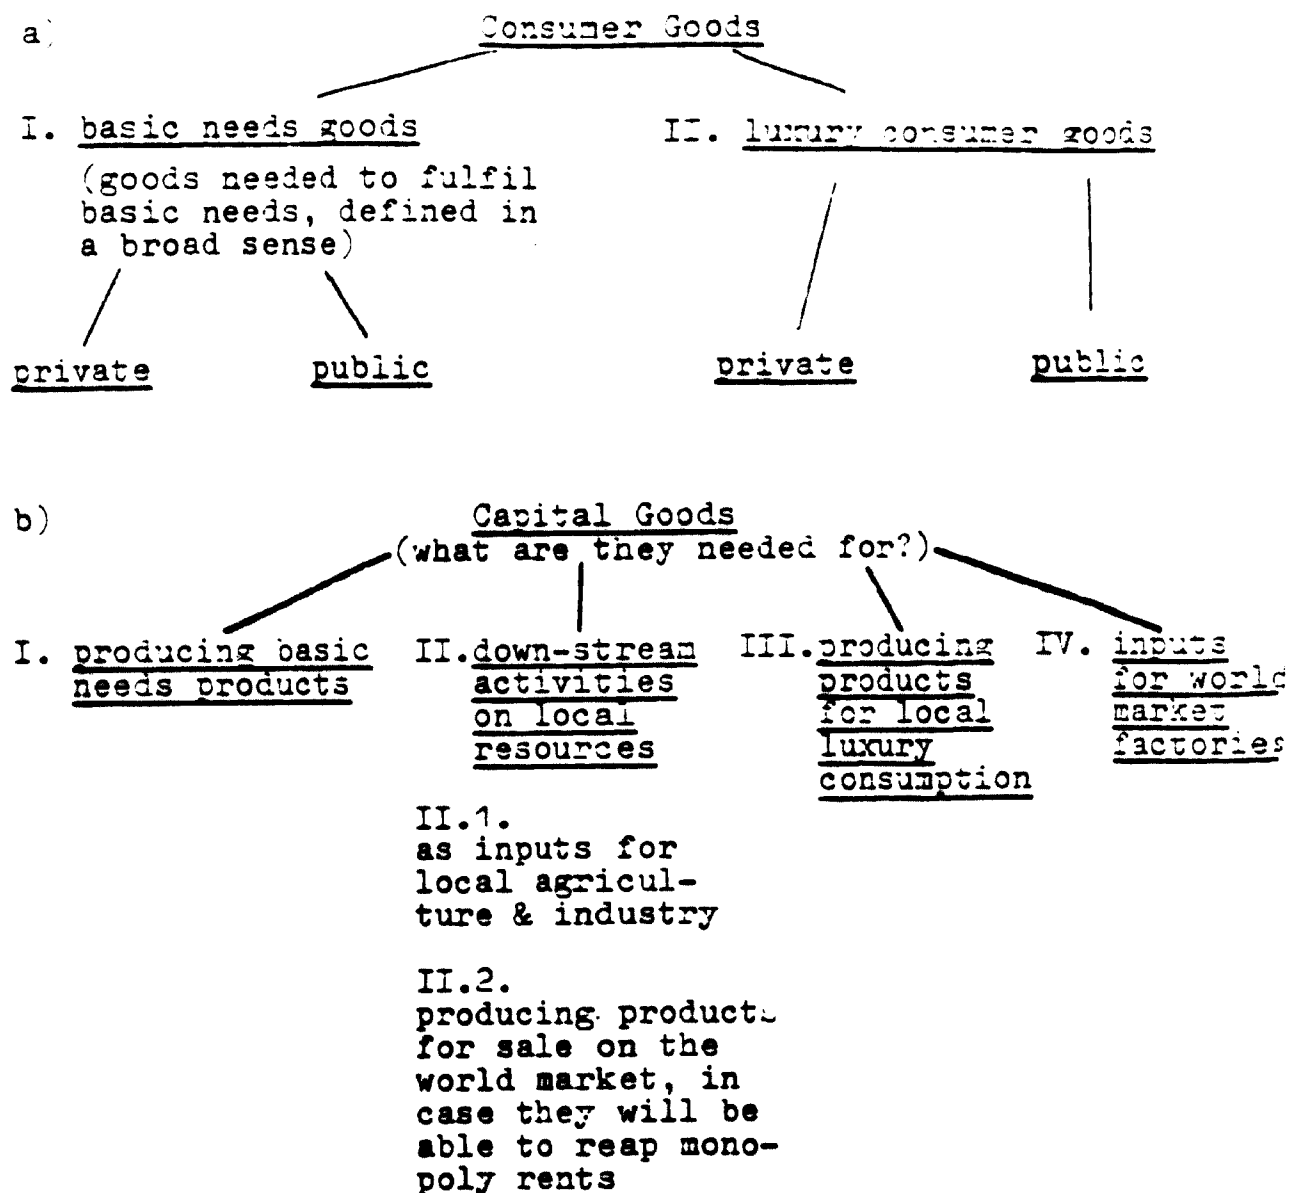 a)
Consumer Goods
I. basic needs goods
(goods needed to fulfil
basic needs, defined in
a broad sense)
private
public
II. luxury consumer goods
private
public
b)
Capital Goods
(what are they needed for?)
I. producing basic
needs products
II. down-stream
activities
on local
resources
II.1.
as inputs for
local agricul-
ture & industry
II.2.
producing products
for sale on the
world market, in
case they will be
able to reap mono-
poly rents
III. producing
products
for local
luxury
consumption
IV. inputs
for world
market
factories